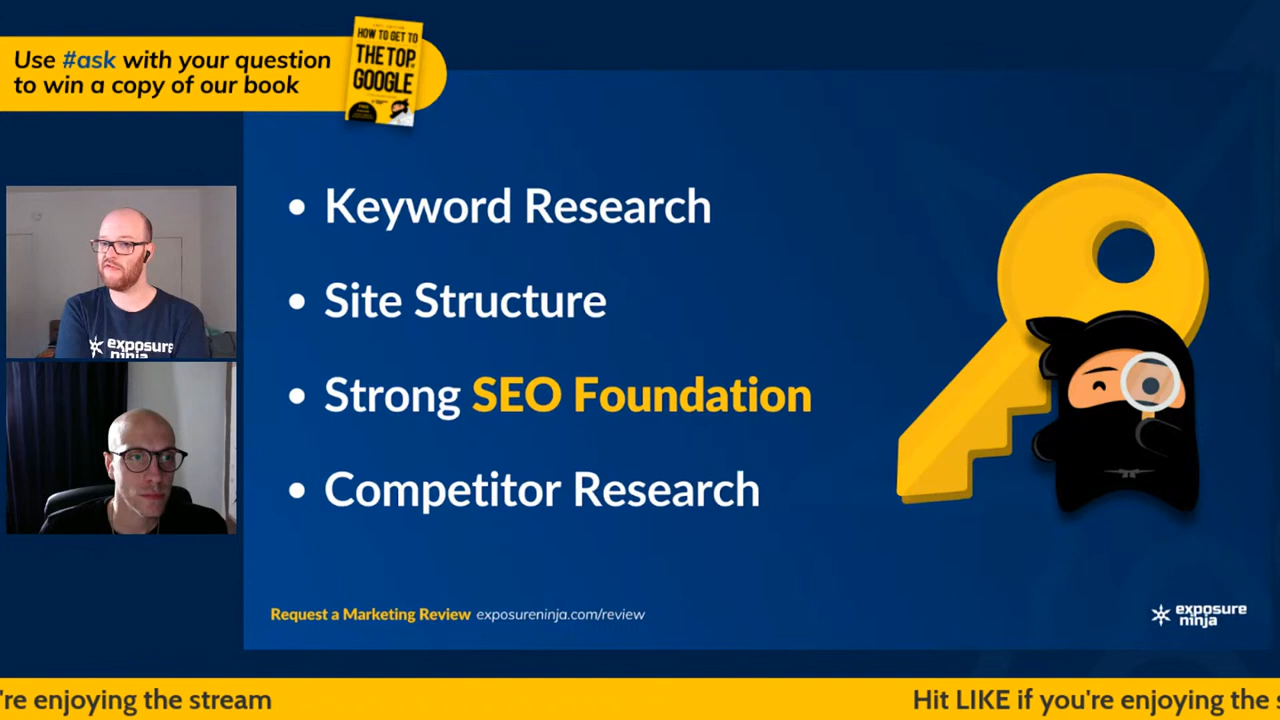 Use #ask with your question
to win a copy of our book
HOW TO GET TO
THE TOP
GOOGLE
• Keyword Research
• Site Structure
• Strong SEO Foundation
• Competitor Research
exposure
ninja
Request a Marketing Review exposureninja.com/review
exposure
ninja
're enjoying the stream
Hit LIKE if you're enjoying the s